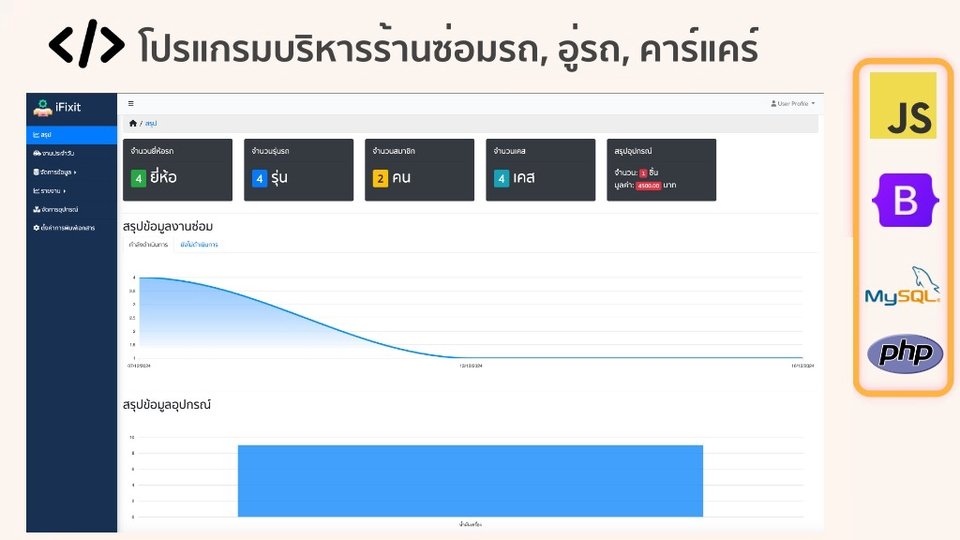 </> โปรแกรมบริหารร้านซ่อมรถ, อู่รถ, คาร์แคร์
iFixit
User Profile
สรุป
/ สรุป
งานประจำวัน
จัดการข้อมูล
รายงาน
จัดการอุปกรณ์
ตั้งค่าการพิมพ์เอกสาร
จำนวนยี่ห้อรถ
4 ยี่ห้อ
จำนวนรุ่นรถ
4 รุ่น
จำนวนสมาชิก
2 คน
จำนวนเคส
4 เคส
สรุปอุปกรณ์
จำนวน: 1 ชิ้น
มูลค่า: 4500.00 บาท
สรุปข้อมูลงานซ่อม
กำลังดำเนินการ ยังไม่ดำเนินการ
4
3.5
3
2.5
2
1.5
1
07/12/2024 12/12/2024 16/12/2024
สรุปข้อมูลอุปกรณ์
10
8
6
4
2
0
น้ำมันเครื่อง
JS
B
MySQL
php